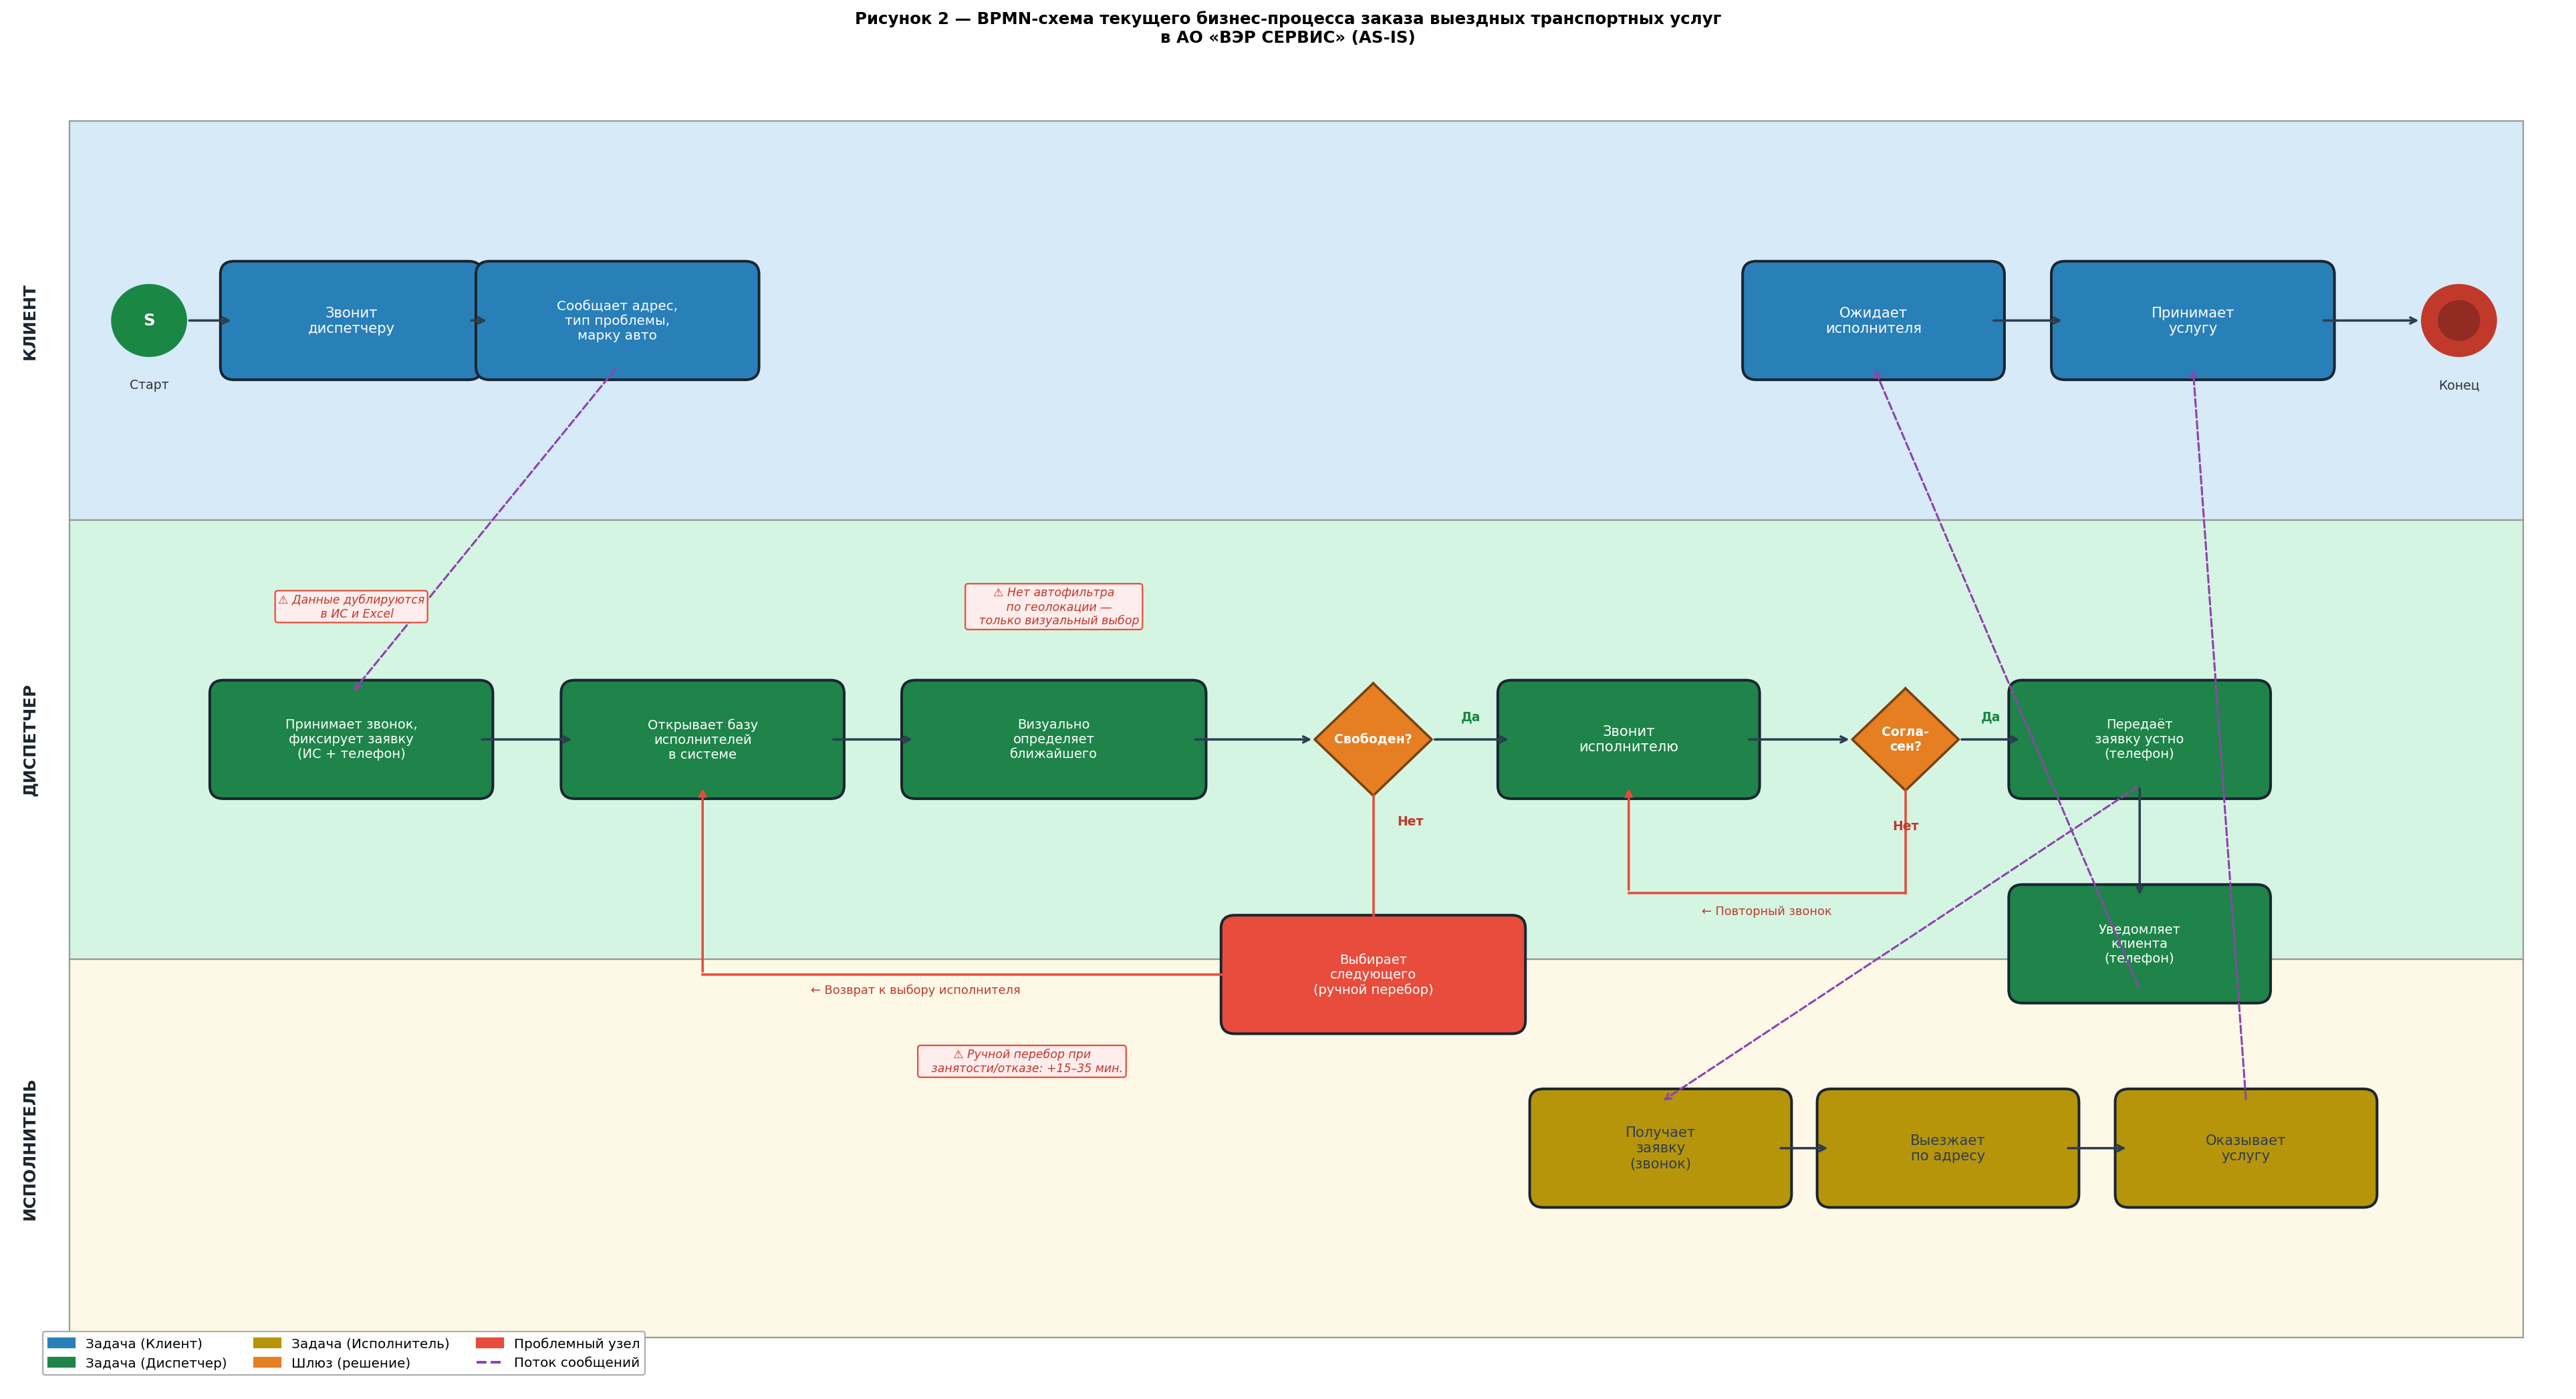 Рисунок 2 — BPMN-схема текущего бизнес-процесса заказа выездных транспортных услуг
в АО «ВЭР СЕРВИС» (AS-IS)
КЛИЕНТ
S
Старт
Звонит
диспетчеру
Сообщает адрес,
тип проблемы,
марку авто
Ожидает
исполнителя
Принимает
услугу
Конец
ДИСПЕТЧЕР
⚠ Данные дублируются
в ИС и Excel
⚠ Нет автофильтра
по геолокации —
только визуальный выбор
Принимает звонок,
фиксирует заявку
(ИС + телефон)
Открывает базу
исполнителей
в системе
Визуально
определяет
ближайшего
Свободен?
Да
Нет
Звонит
исполнителю
Согла-
сен?
Да
Нет
Передаёт
заявку устно
(телефон)
← Повторный звонок
Уведомляет
клиента
(телефон)
Выбирает
следующего
(ручной перебор)
← Возврат к выбору исполнителя
ИСПОЛНИТЕЛЬ
⚠ Ручной перебор при
занятости/отказе: +15–35 мин.
Получает
заявку
(звонок)
Выезжает
по адресу
Оказывает
услугу
Задача (Клиент)
Задача (Диспетчер)
Задача (Исполнитель)
Шлюз (решение)
Проблемный узел
Поток сообщений